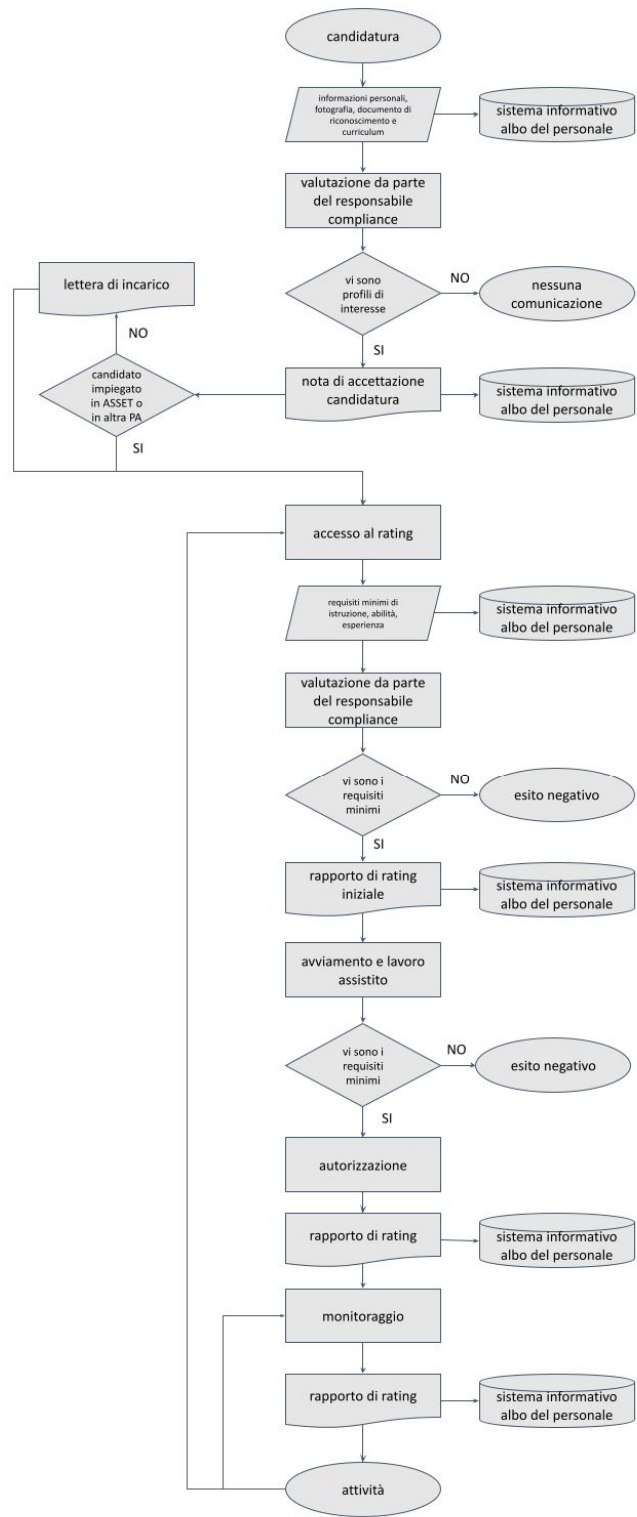 candidatura
informazioni personali,
fotografia, documento di
riconoscimento e
curriculum
sistema informativo
albo del personale
valutazione da parte
del responsabile
compliance
lettera di incarico
vi sono
profili di
interesse
NO
nessuna
comunicazione
NO
SI
candidato
impiegato
in ASSET o
in altra PA
nota di accettazione
candidatura
sistema informativo
albo del personale
SI
accesso al rating
requisiti minimi di
istruzione, abilità,
esperienza
sistema informativo
albo del personale
valutazione da parte
del responsabile
compliance
vi sono i
requisiti
minimi
NO
esito negativo
SI
rapporto di rating
iniziale
sistema informativo
albo del personale
avviamento e lavoro
assistito
vi sono i
requisiti
minimi
NO
esito negativo
SI
autorizzazione
rapporto di rating
sistema informativo
albo del personale
monitoraggio
rapporto di rating
sistema informativo
albo del personale
attività